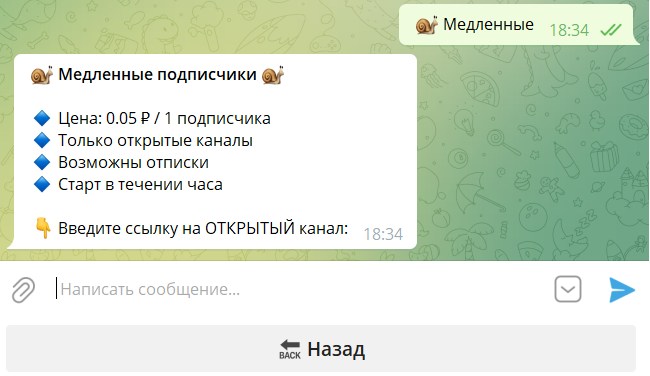 🐌 Медленные 18:34
🐌 Медленные подписчики 🐌
🔹 Цена: 0.05 ₽ / 1 подписчика
🔹 Только открытые каналы
🔹 Возможны отписки
🔹 Старт в течении часа
👇 Введите ссылку на ОТКРЫТЫЙ канал: 18:34
Написать сообщение...
BACK Назад